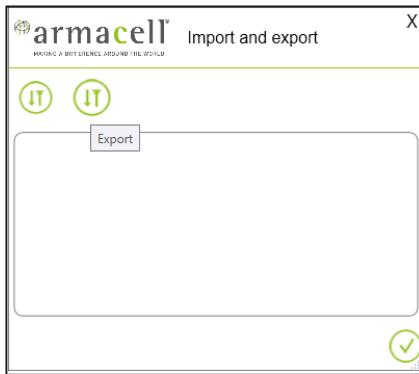 armacell®
MAKING A DIFFERENCE AROUND THE WORLD
Import and export
X
Export